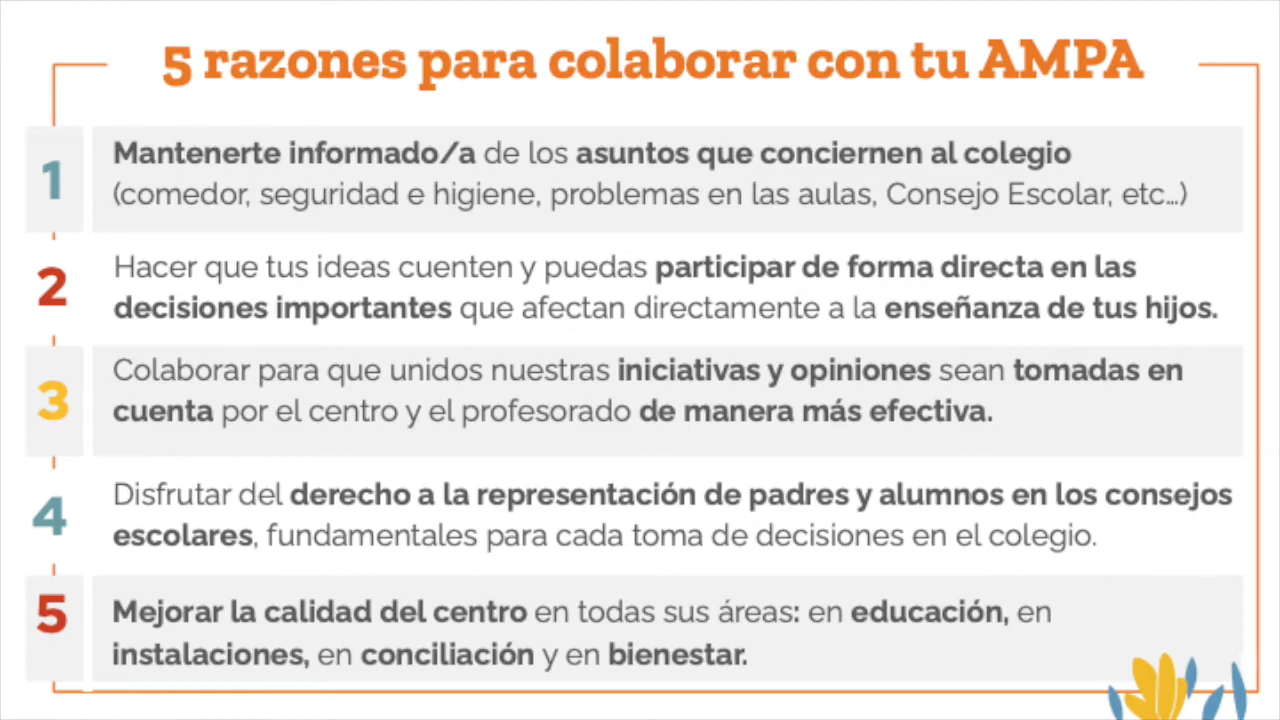 5 razones para colaborar con tu AMPA
1
Mantenerte informado/a de los asuntos que conciernen al colegio
(comedor, seguridad e higiene, problemas en las aulas, Consejo Escolar, etc...)
2
Hacer que tus ideas cuenten y puedas participar de forma directa en las
decisiones importantes que afectan directamente a la enseñanza de tus hijos.
3
Colaborar para que unidos nuestras iniciativas y opiniones sean tomadas en
cuenta por el centro y el profesorado de manera más efectiva.
4
Disfrutar del derecho a la representación de padres y alumnos en los consejos
escolares, fundamentales para cada toma de decisiones en el colegio.
5
Mejorar la calidad del centro en todas sus áreas: en educación, en
instalaciones, en conciliación y en bienestar.